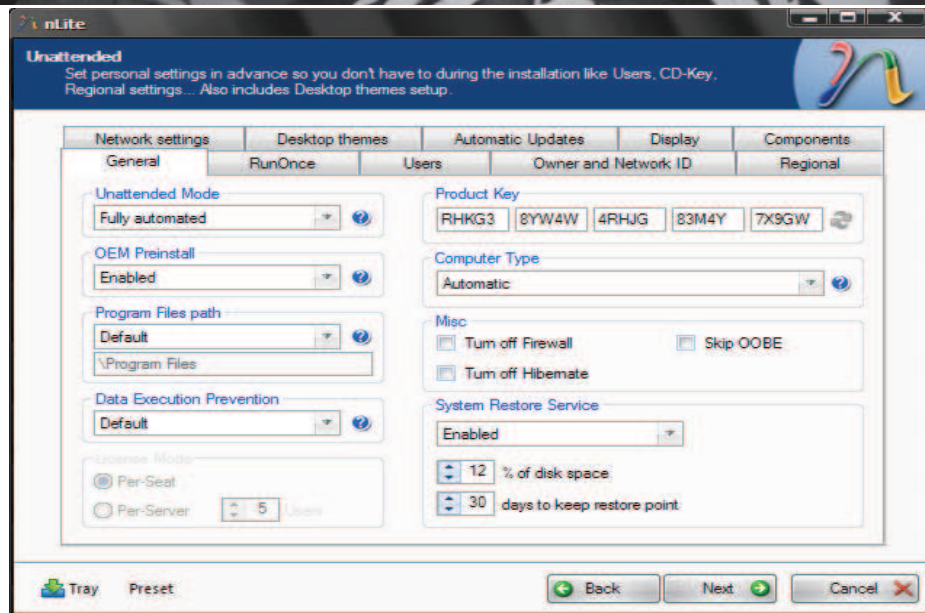 nLite
Unattended
Set personal settings in advance so you don't have to during the installation like Users, CD-Key,
Regional settings... Also includes Desktop themes setup.
Network settings Desktop themes Automatic Updates Display Components
General RunOnce Users Owner and Network ID Regional
Unattended Mode
Fully automated
OEM Preinstall
Enabled
Program Files path
Default
\Program Files
Data Execution Prevention
Default
License Mode
Per-Seat
Per-Server 5 Users
Product Key
RHKG3 8YW4W 4RHJG 83M4Y 7X9GW
Computer Type
Automatic
Misc
Turn off Firewall Skip OOBE
Turn off Hibernate
System Restore Service
Enabled
12 % of disk space
30 days to keep restore point
Tray Preset Back Next Cancel